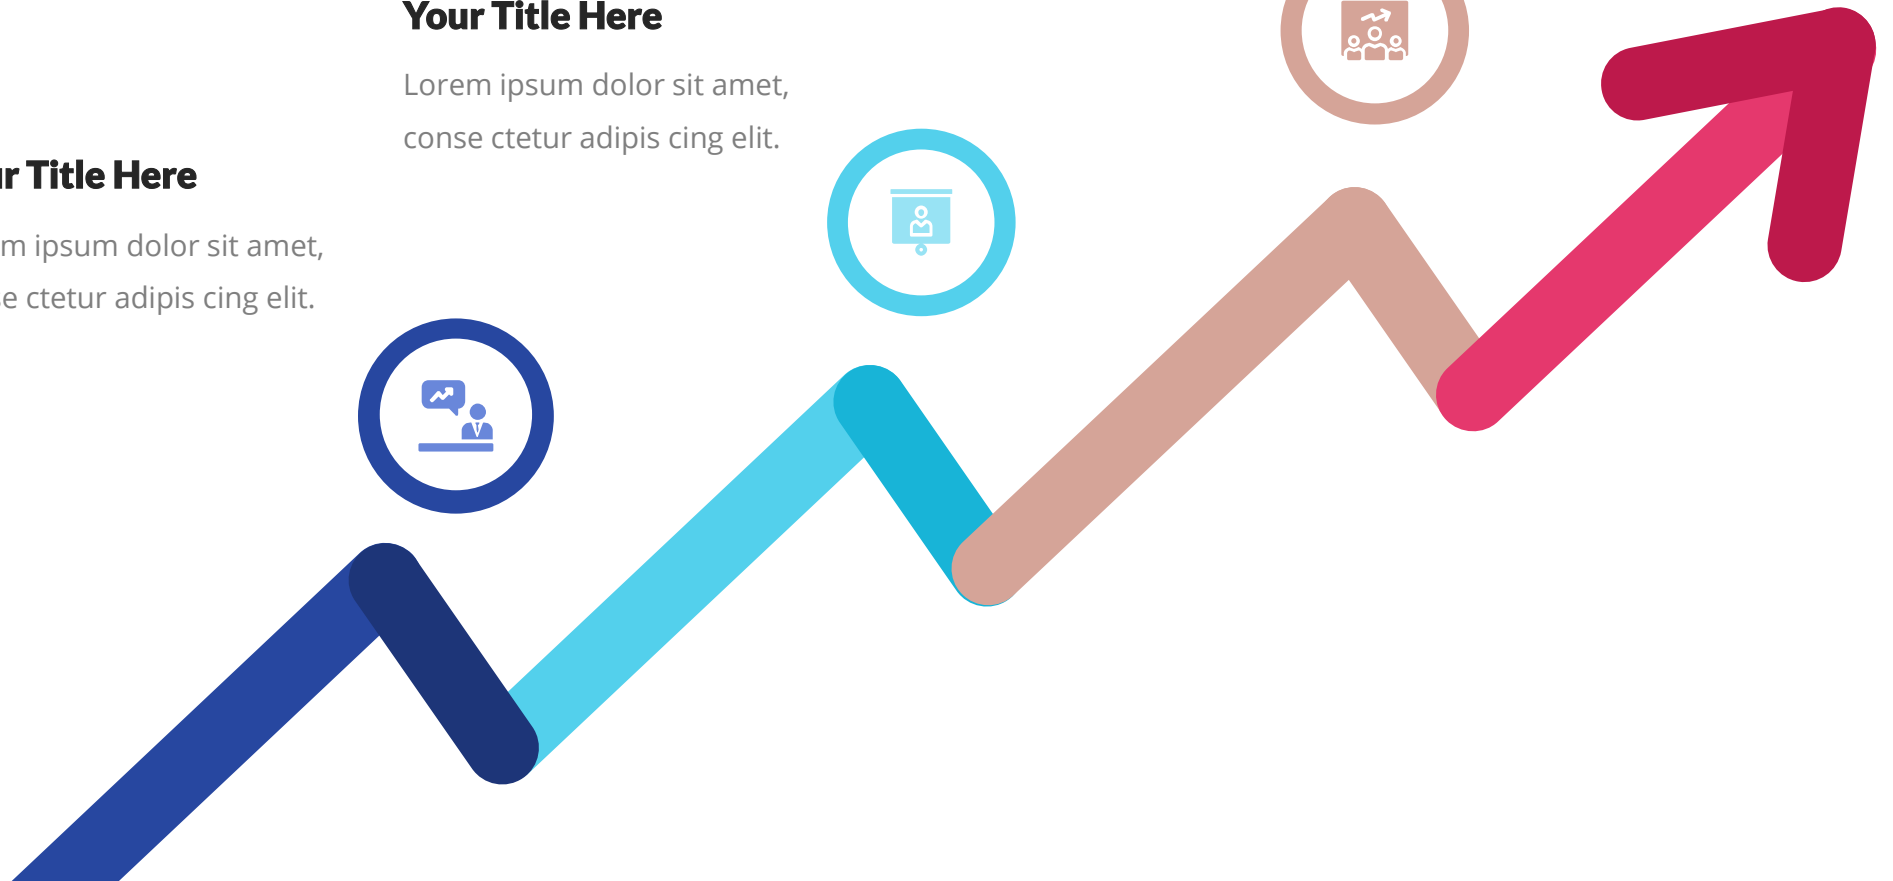 Your Title Here
Lorem ipsum dolor sit amet,
conse ctetur adipis cing elit.
Title Here
ipsum dolor sit amet,
ctetur adipis cing elit.